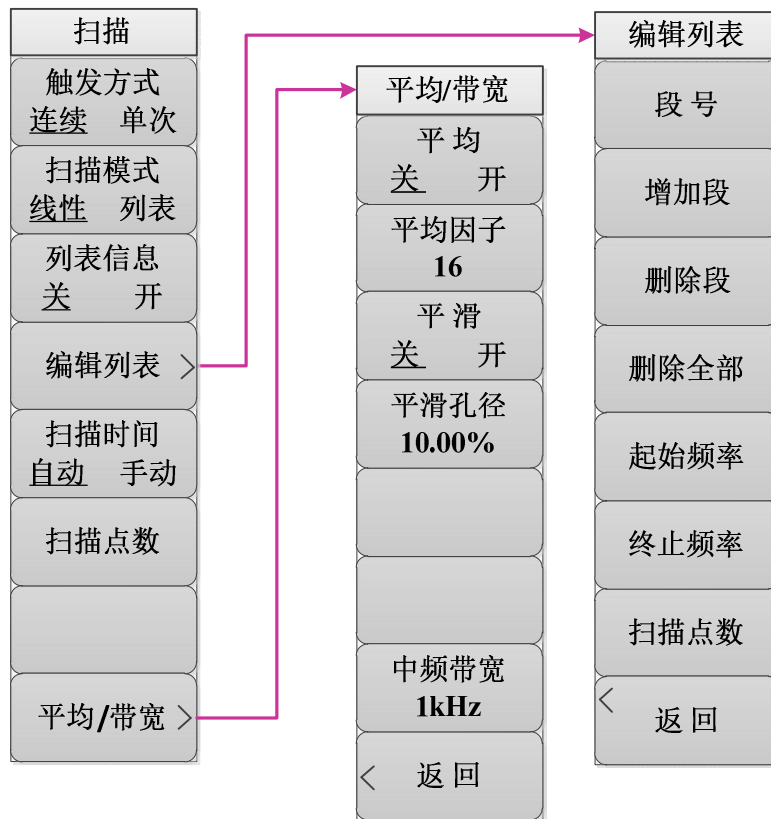 扫描
触发方式
连续 单次
扫描模式
线性 列表
列表信息
关 开
编辑列表 >
扫描时间
自动 手动
扫描点数
平均/带宽 >
平均/带宽
平 均
关 开
平均因子
16
平 滑
关 开
平滑孔径
10.00%
中频带宽
1kHz
< 返 回
编辑列表
段 号
增加段
删除段
删除全部
起始频率
终止频率
扫描点数
< 返 回